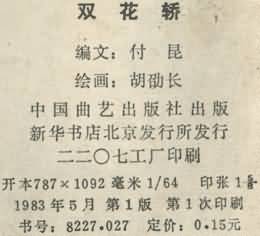 双花轿
编文：付昆
绘画：胡劭长
中国曲艺出版社出版
新华书店北京发行所发行
二二〇七工厂印刷
开本787×1092毫米1/64 印张1
1983年5月第1版 第1次印刷
书号：8227.027 定价：0.15元